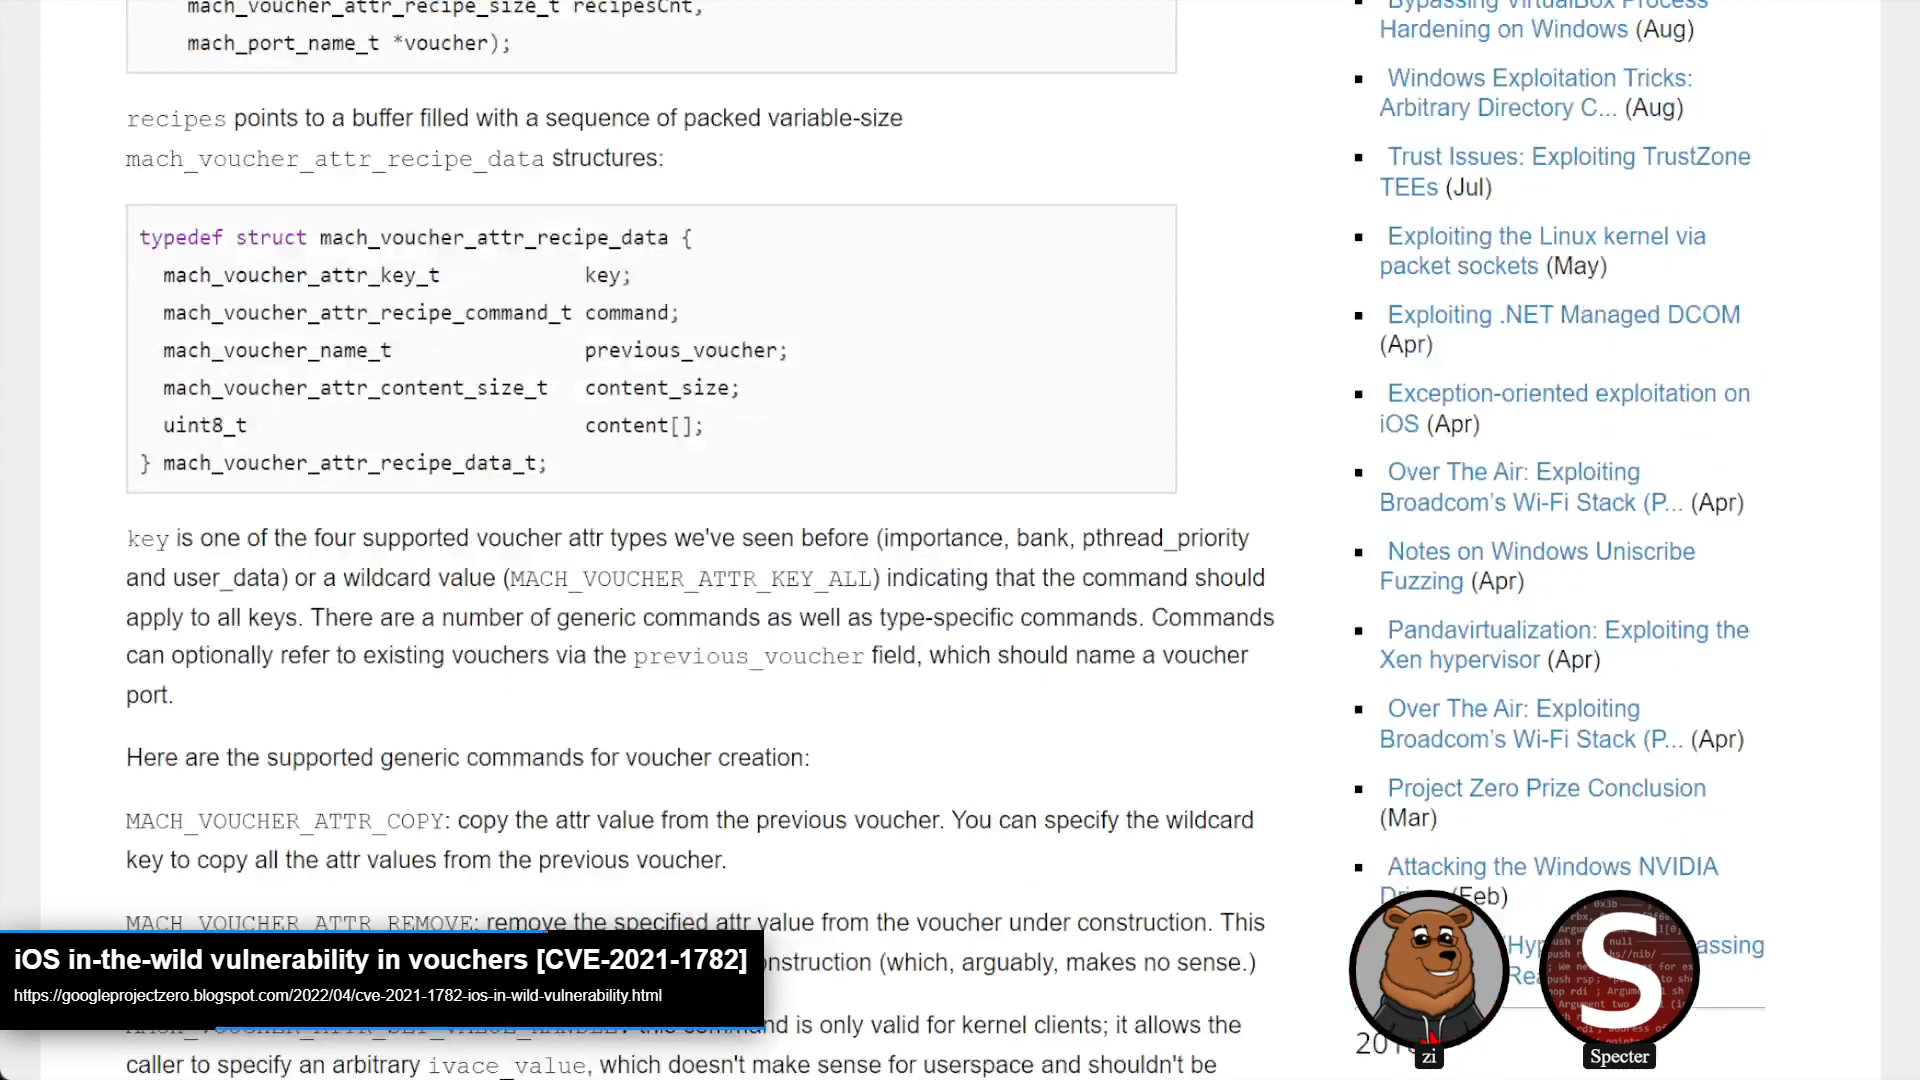 mach_voucher_attr_recipe_size_t recipesCnt,
mach_port_name_t *voucher);
recipes points to a buffer filled with a sequence of packed variable-size
mach_voucher_attr_recipe_data structures:
typedef struct mach_voucher_attr_recipe_data {
mach_voucher_attr_key_t key;
mach_voucher_attr_recipe_command_t command;
mach_voucher_name_t previous_voucher;
mach_voucher_attr_content_size_t content_size;
uint8_t content[];
} mach_voucher_attr_recipe_data_t;
key is one of the four supported voucher attr types we've seen before (importance, bank, pthread_priority
and user_data) or a wildcard value (MACH_VOUCHER_ATTR_KEY_ALL) indicating that the command should
apply to all keys. There are a number of generic commands as well as type-specific commands. Commands
can optionally refer to existing vouchers via the previous_voucher field, which should name a voucher
port.
Here are the supported generic commands for voucher creation:
MACH_VOUCHER_ATTR_COPY: copy the attr value from the previous voucher. You can specify the wildcard
key to copy all the attr values from the previous voucher.
MACH_VOUCHER_ATTR_REMOVE: remove the specified attr value from the voucher under construction. This
nstruction (which, arguably, makes no sense.)
nd is only valid for kernel clients; it allows the
caller to specify an arbitrary ivace_value, which doesn't make sense for userspace and shouldn't be
Bypassing VirtualBox Process
Hardening on Windows (Aug)
Windows Exploitation Tricks:
Arbitrary Directory C... (Aug)
Trust Issues: Exploiting TrustZone
TEEs (Jul)
Exploiting the Linux kernel via
packet sockets (May)
Exploiting .NET Managed DCOM
(Apr)
Exception-oriented exploitation on
iOS (Apr)
Over The Air: Exploiting
Broadcom's Wi-Fi Stack (P... (Apr)
Notes on Windows Uniscribe
Fuzzing (Apr)
Pandavirtualization: Exploiting the
Xen hypervisor (Apr)
Over The Air: Exploiting
Broadcom's Wi-Fi Stack (P... (Apr)
Project Zero Prize Conclusion
(Mar)
Attacking the Windows NVIDIA
(Feb)
assing
iOS in-the-wild vulnerability in vouchers [CVE-2021-1782]
https://googleprojectzero.blogspot.com/2022/04/cve-2021-1782-ios-in-wild-vulnerability.html
S
zi
Specter